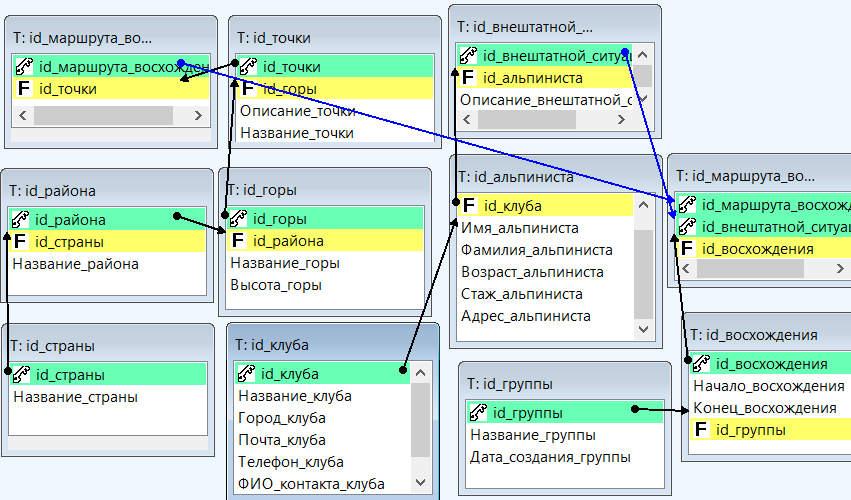 T: id_маршрута_во...
id_маршрута_восхожден
F id_точки
T: id_точки
id_точки
F id_горы
Описание_точки
Название_точки
T: id_внештатной_...
id_внештатной_ситуац
F id_альпиниста
Описание_внештатной_с
T: id_района
id_района
F id_страны
Название_района
T: id_горы
id_горы
F id_района
Название_горы
Высота_горы
T: id_альпиниста
F id_клуба
Имя_альпиниста
Фамилия_альпиниста
Возраст_альпиниста
Стаж_альпиниста
Адрес_альпиниста
T: id_маршрута_во...
id_маршрута_восхожд
id_внештатной_ситуац
F id_восхождения
T: id_страны
id_страны
Название_страны
T: id_клуба
id_клуба
Название_клуба
Город_клуба
Почта_клуба
Телефон_клуба
ФИО_контакта_клуба
T: id_группы
id_группы
Название_группы
Дата_создания_группы
T: id_восхождения
id_восхождения
Начало_восхождения
Конец_восхождения
F id_группы